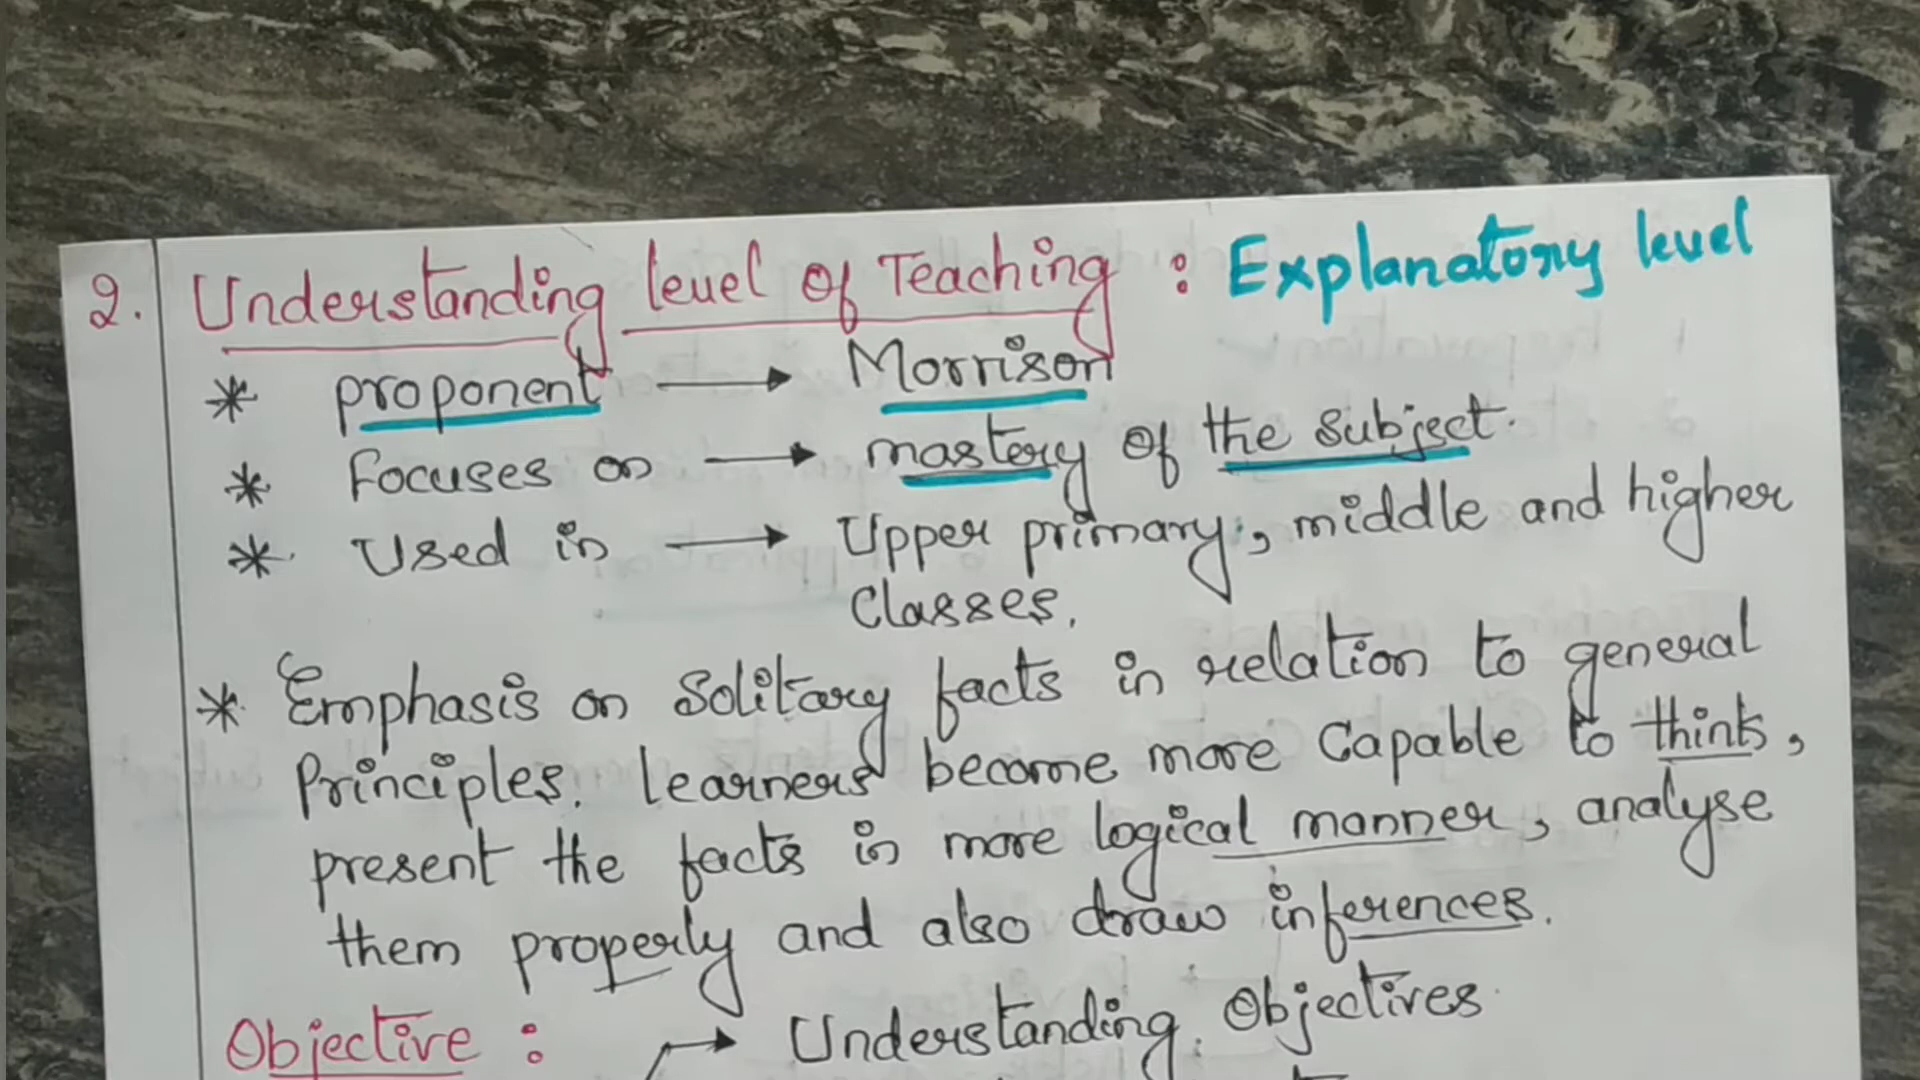 2. Understanding level of Teaching : Explanatory level
* proponent → Morrison
* Focuses on → mastery of the subject.
* Used in → Upper primary, middle and higher
classes.
* Emphasis on solitary facts in relation to general
principles. learners become more capable to think,
present the facts in more logical manner, analyse
them properly and also draw inferences.
Objective : → Understanding Objectives